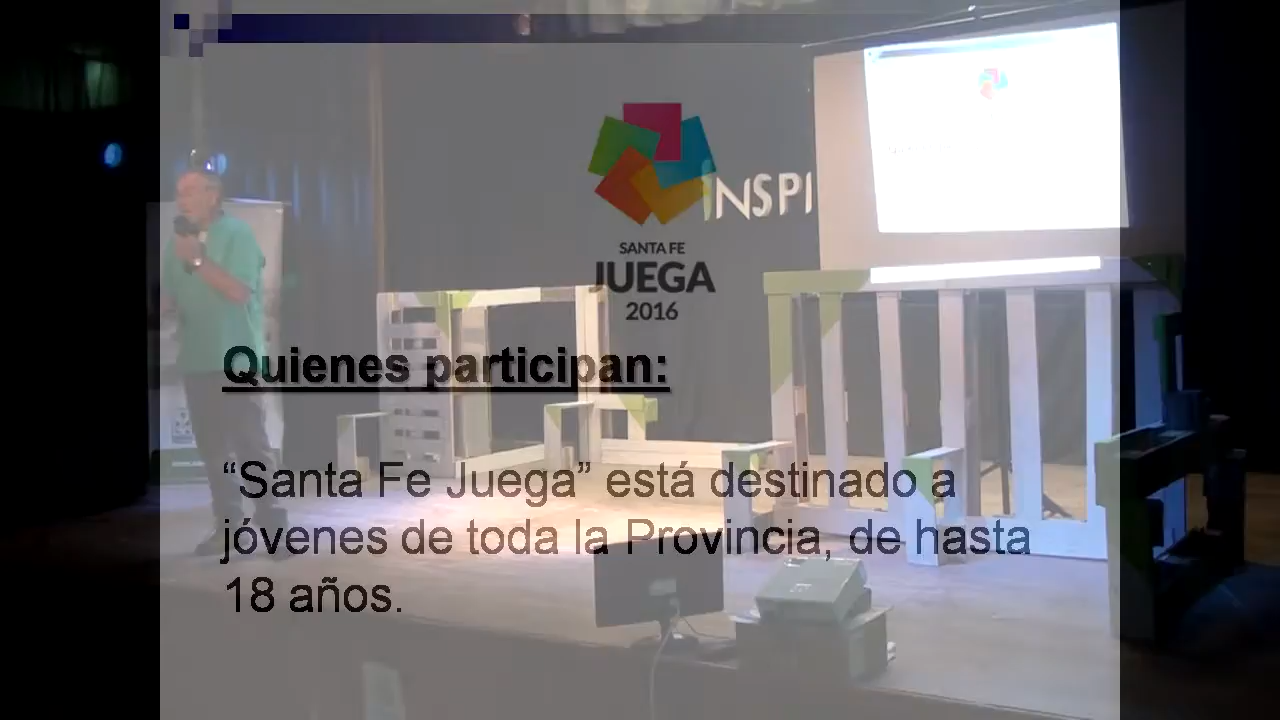 INSPI
SANTA FE
JUEGA
2016
Quienes participan:
“Santa Fe Juega” está destinado a
jóvenes de toda la Provincia, de hasta
18 años.